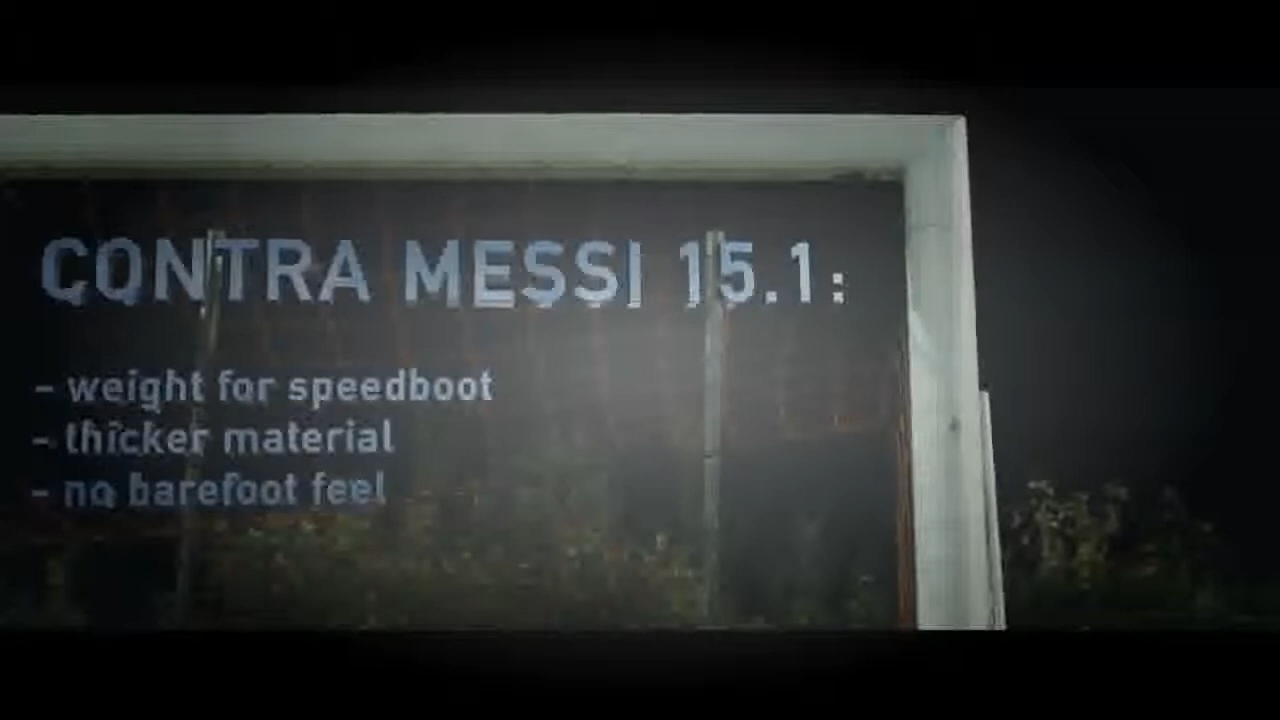 CONTRA MESSI 15.1:
- weight for speedboot
- thicker material
- no barefoot feel